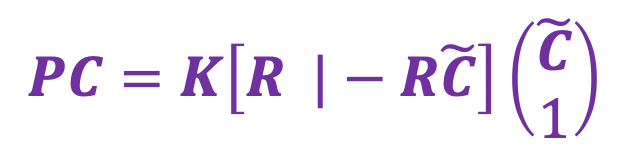 PC = K[R | − RC̃] (C̃ 1)